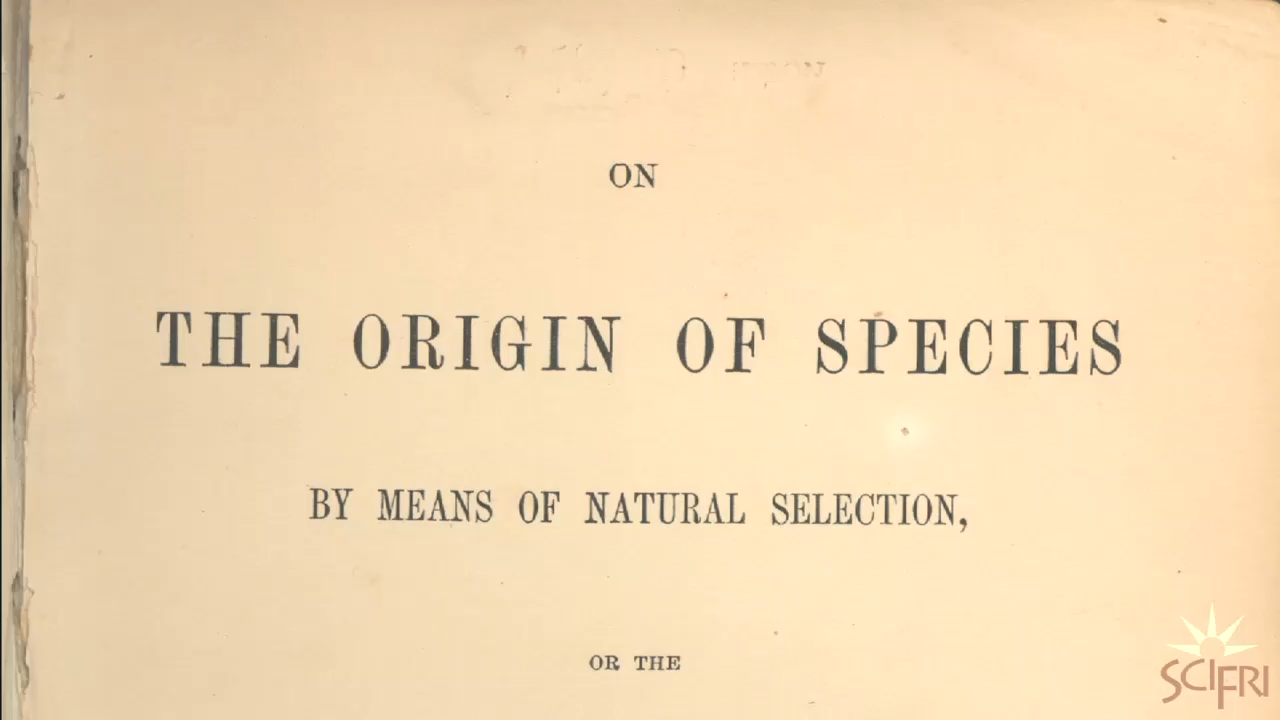 ON
THE ORIGIN OF SPECIES
BY MEANS OF NATURAL SELECTION,
OR THE
SCIFRI